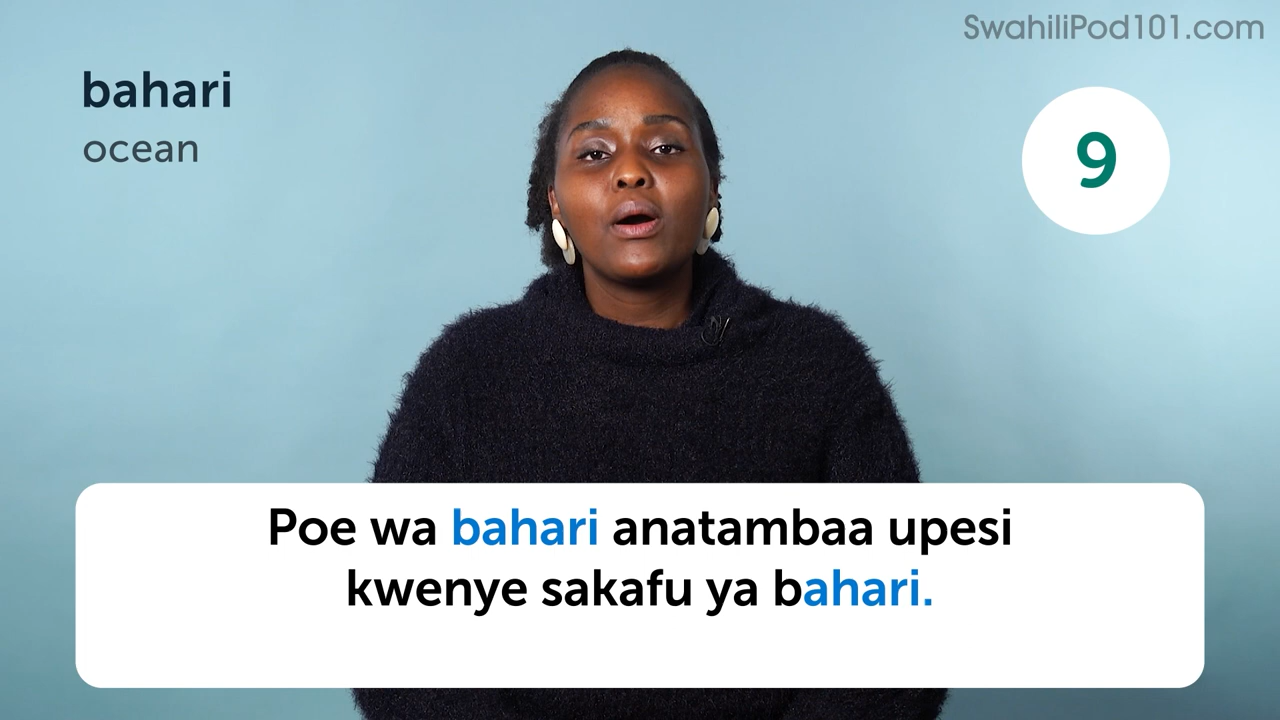 SwahiliPod101.com
bahari
ocean
9
Poe wa bahari anatambaa upesi
kwenye sakafu ya bahari.